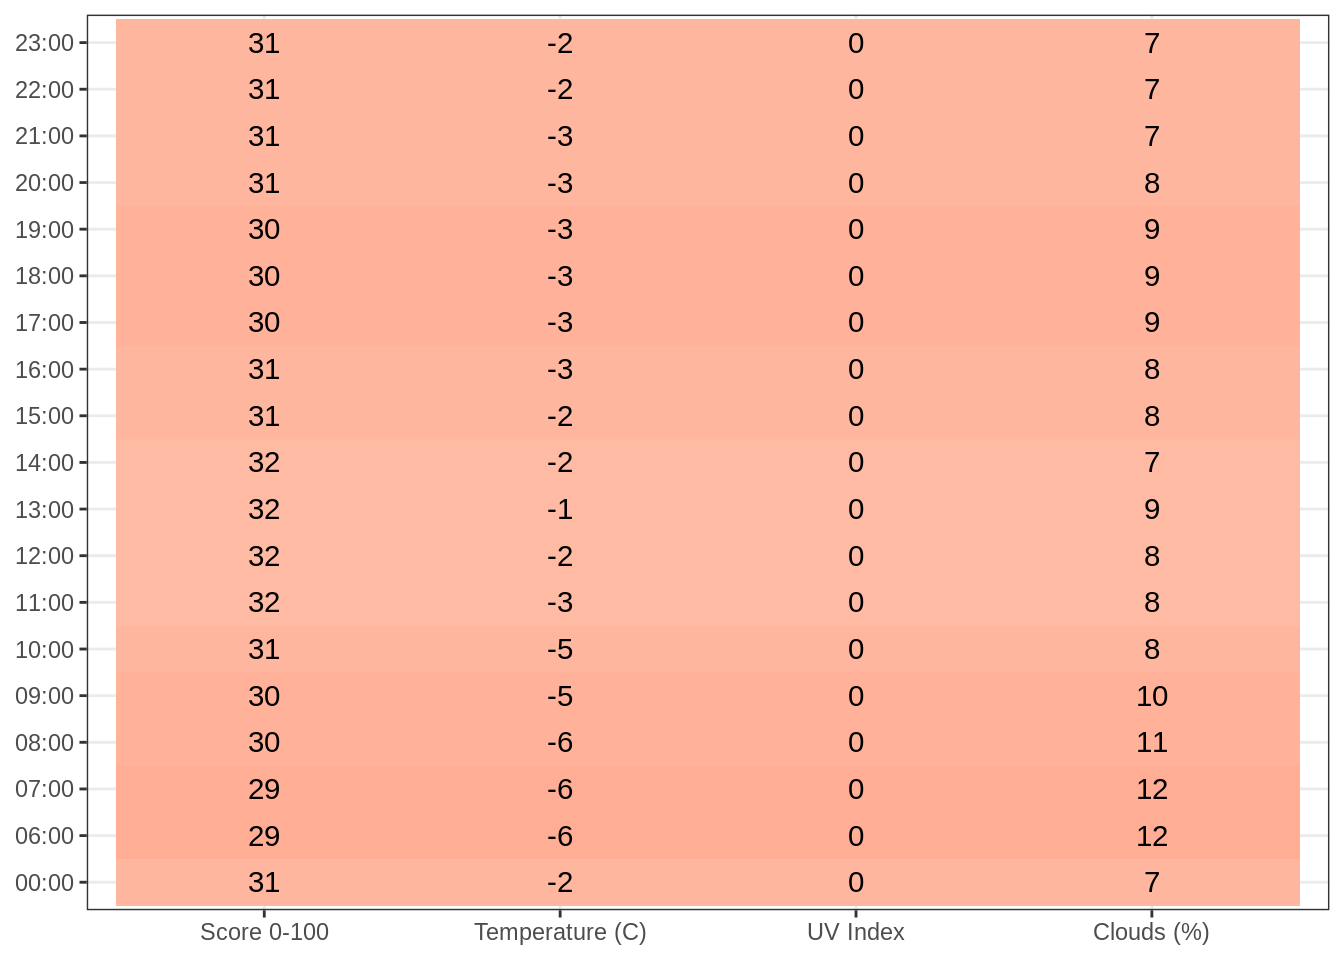 23:00 31 -2 0 7
22:00 31 -2 0 7
21:00 31 -3 0 7
20:00 31 -3 0 8
19:00 30 -3 0 9
18:00 30 -3 0 9
17:00 30 -3 0 9
16:00 31 -3 0 8
15:00 31 -2 0 8
14:00 32 -2 0 7
13:00 32 -1 0 9
12:00 32 -2 0 8
11:00 32 -3 0 8
10:00 31 -5 0 8
09:00 30 -5 0 10
08:00 30 -6 0 11
07:00 29 -6 0 12
06:00 29 -6 0 12
00:00 31 -2 0 7
Score 0-100 Temperature (C) UV Index Clouds (%)